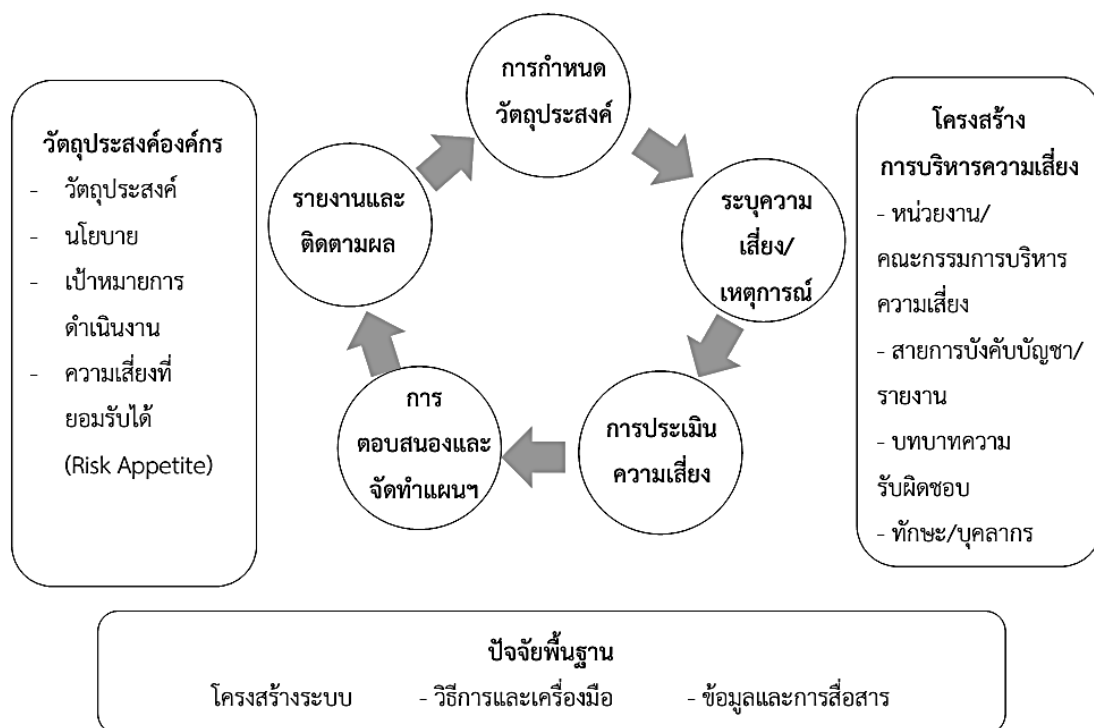 วัตถุประสงค์องค์กร
- วัตถุประสงค์
- นโยบาย
- เป้าหมายการ
ดำเนินงาน
- ความเสี่ยงที่
ยอมรับได้
(Risk Appetite)
การกำหนด
วัตถุประสงค์
ระบุความ
เสี่ยง/
เหตุการณ์
การประเมิน
ความเสี่ยง
การ
ตอบสนองและ
จัดทำแผนฯ
รายงานและ
ติดตามผล
โครงสร้าง
การบริหารความเสี่ยง
- หน่วยงาน/
คณะกรรมการบริหาร
ความเสี่ยง
- สายการบังคับบัญชา/
รายงาน
- บทบาทความ
รับผิดชอบ
- ทักษะ/บุคลากร
ปัจจัยพื้นฐาน
โครงสร้างระบบ - วิธีการและเครื่องมือ - ข้อมูลและการสื่อสาร